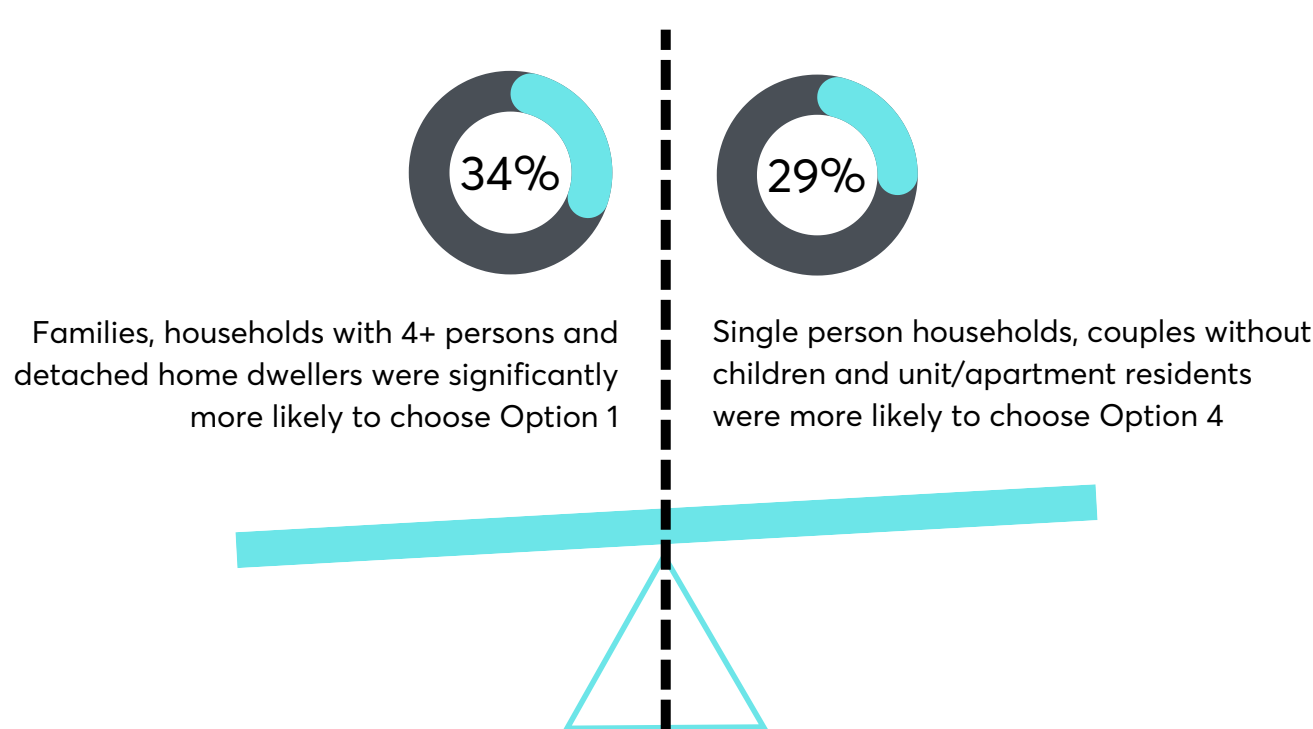 34%
Families, households with 4+ persons and
detached home dwellers were significantly
more likely to choose Option 1
29%
Single person households, couples without
children and unit/apartment residents
were more likely to choose Option 4